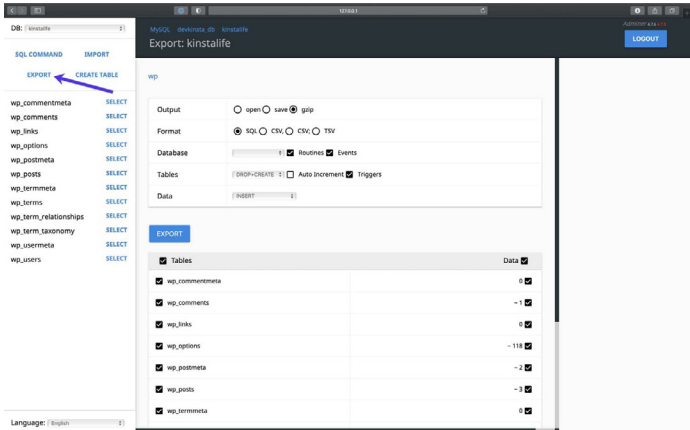 127.0.0.1
DB: kinstalife
SQL COMMAND IMPORT
EXPORT CREATE TABLE
wp_commentmeta SELECT
wp_comments SELECT
wp_links SELECT
wp_options SELECT
wp_postmeta SELECT
wp_posts SELECT
wp_termmeta SELECT
wp_terms SELECT
wp_term_relationships SELECT
wp_term_taxonomy SELECT
wp_usermeta SELECT
wp_users SELECT
Language: English
MySQL devkinsta_db kinstalife
Export: kinstalife
Adminer
LOGOUT
wp
Output open save gzip
Format SQL CSV, CSV; TSV
Database Routines Events
Tables DROP+CREATE Auto Increment Triggers
Data INSERT
EXPORT
Tables Data
wp_commentmeta 0
wp_comments ~ 1
wp_links 0
wp_options ~ 118
wp_postmeta ~ 2
wp_posts ~ 3
wp_termmeta 0